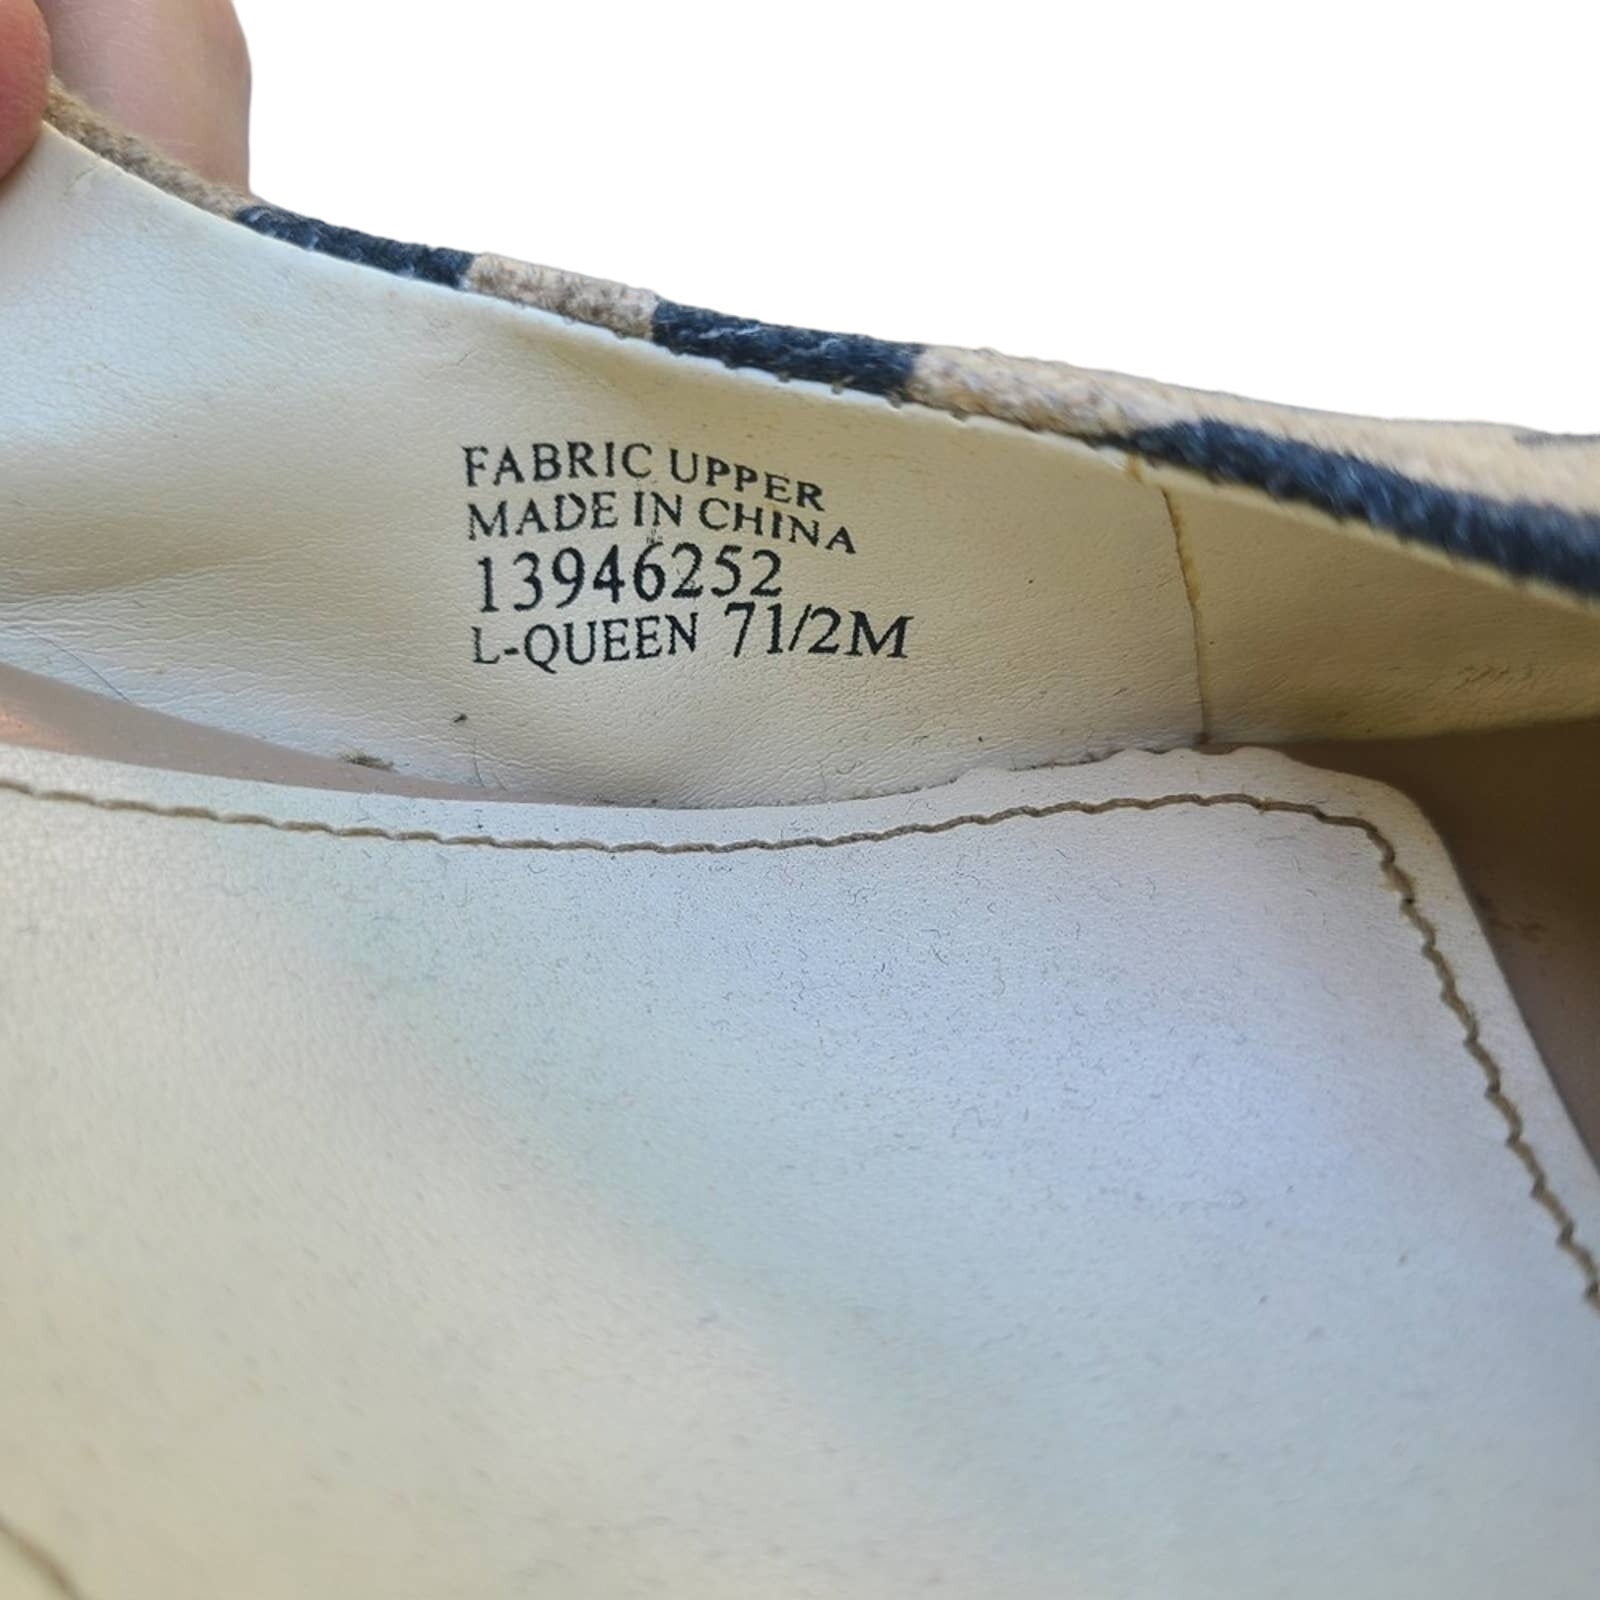 FABRIC UPPER
MADE IN CHINA
13946252
L-QUEEN 71/2M